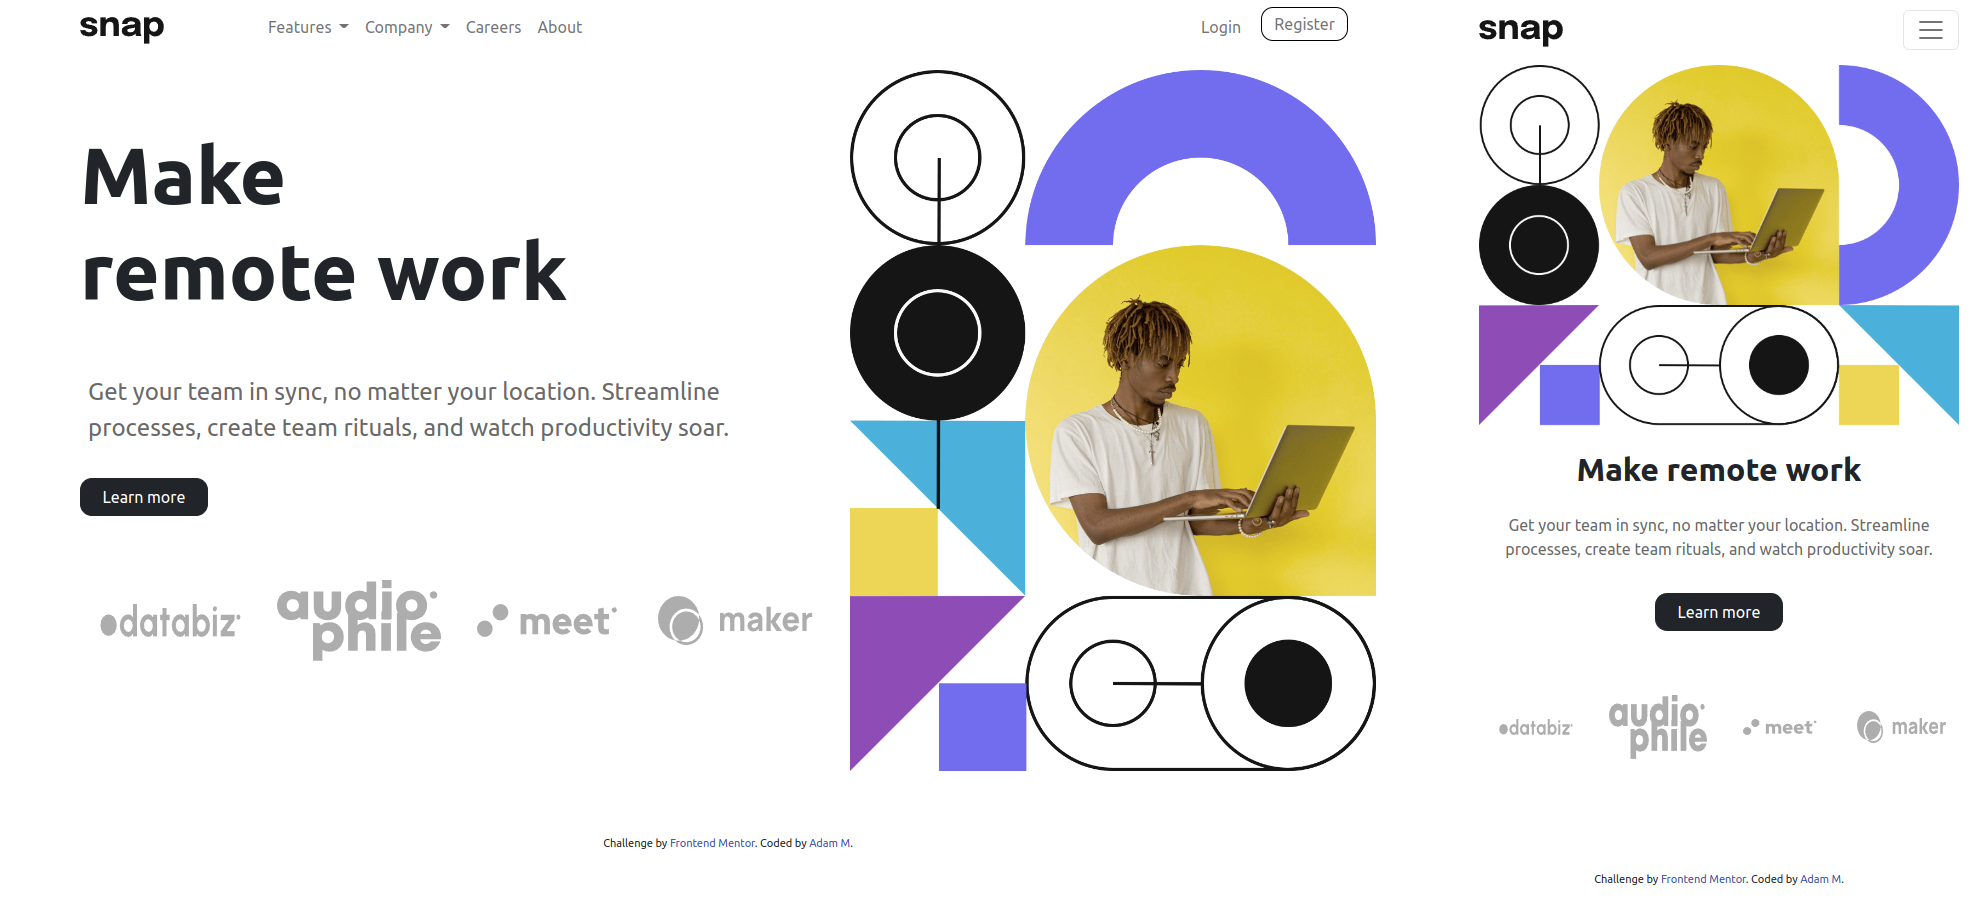 snap
Features Company Careers About
Login Register
Make
remote work
Get your team in sync, no matter your location. Streamline
processes, create team rituals, and watch productivity soar.
Learn more
databiz audiophile meet maker
Challenge by Frontend Mentor. Coded by Adam M.
snap
Make remote work
Get your team in sync, no matter your location. Streamline
processes, create team rituals, and watch productivity soar.
Learn more
databiz audiophile meet maker
Challenge by Frontend Mentor. Coded by Adam M.